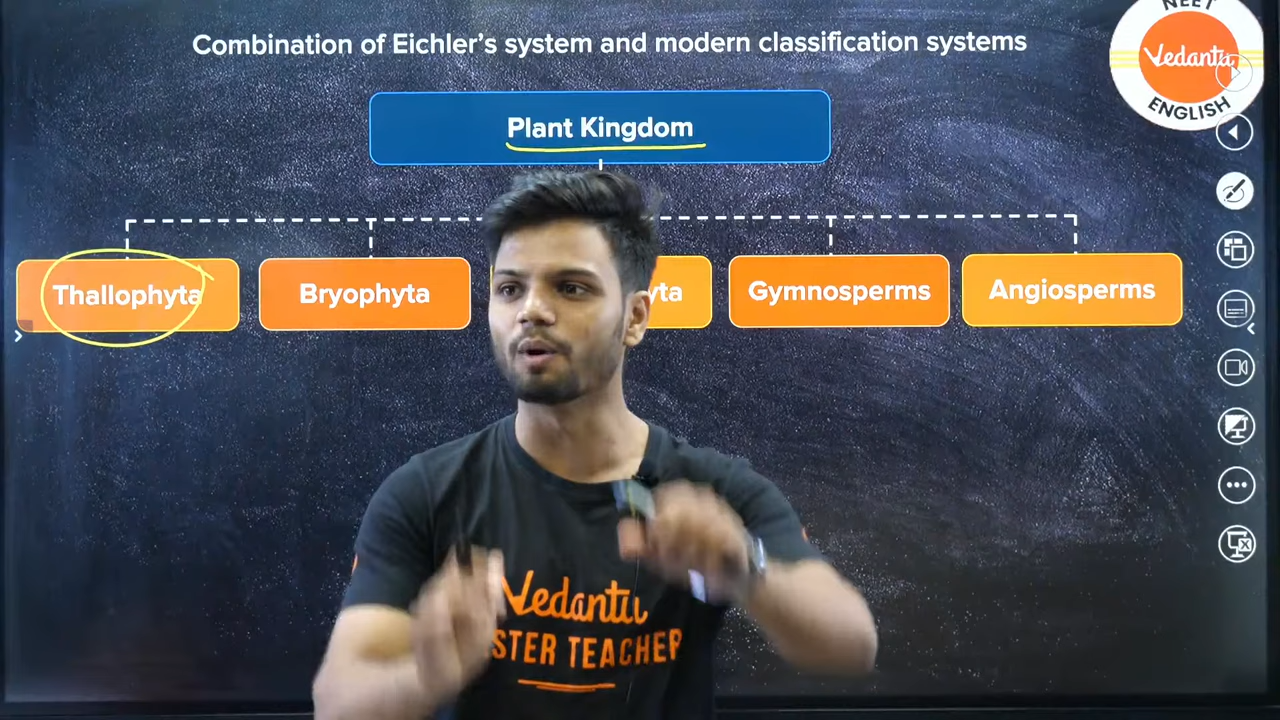 Combination of Eichler's system and modern classification systems
NEET
Vedantu
ENGLISH
Plant Kingdom
Thallophyta
Bryophyta
Gymnosperms
Angiosperms
Vedantu
TEACHER